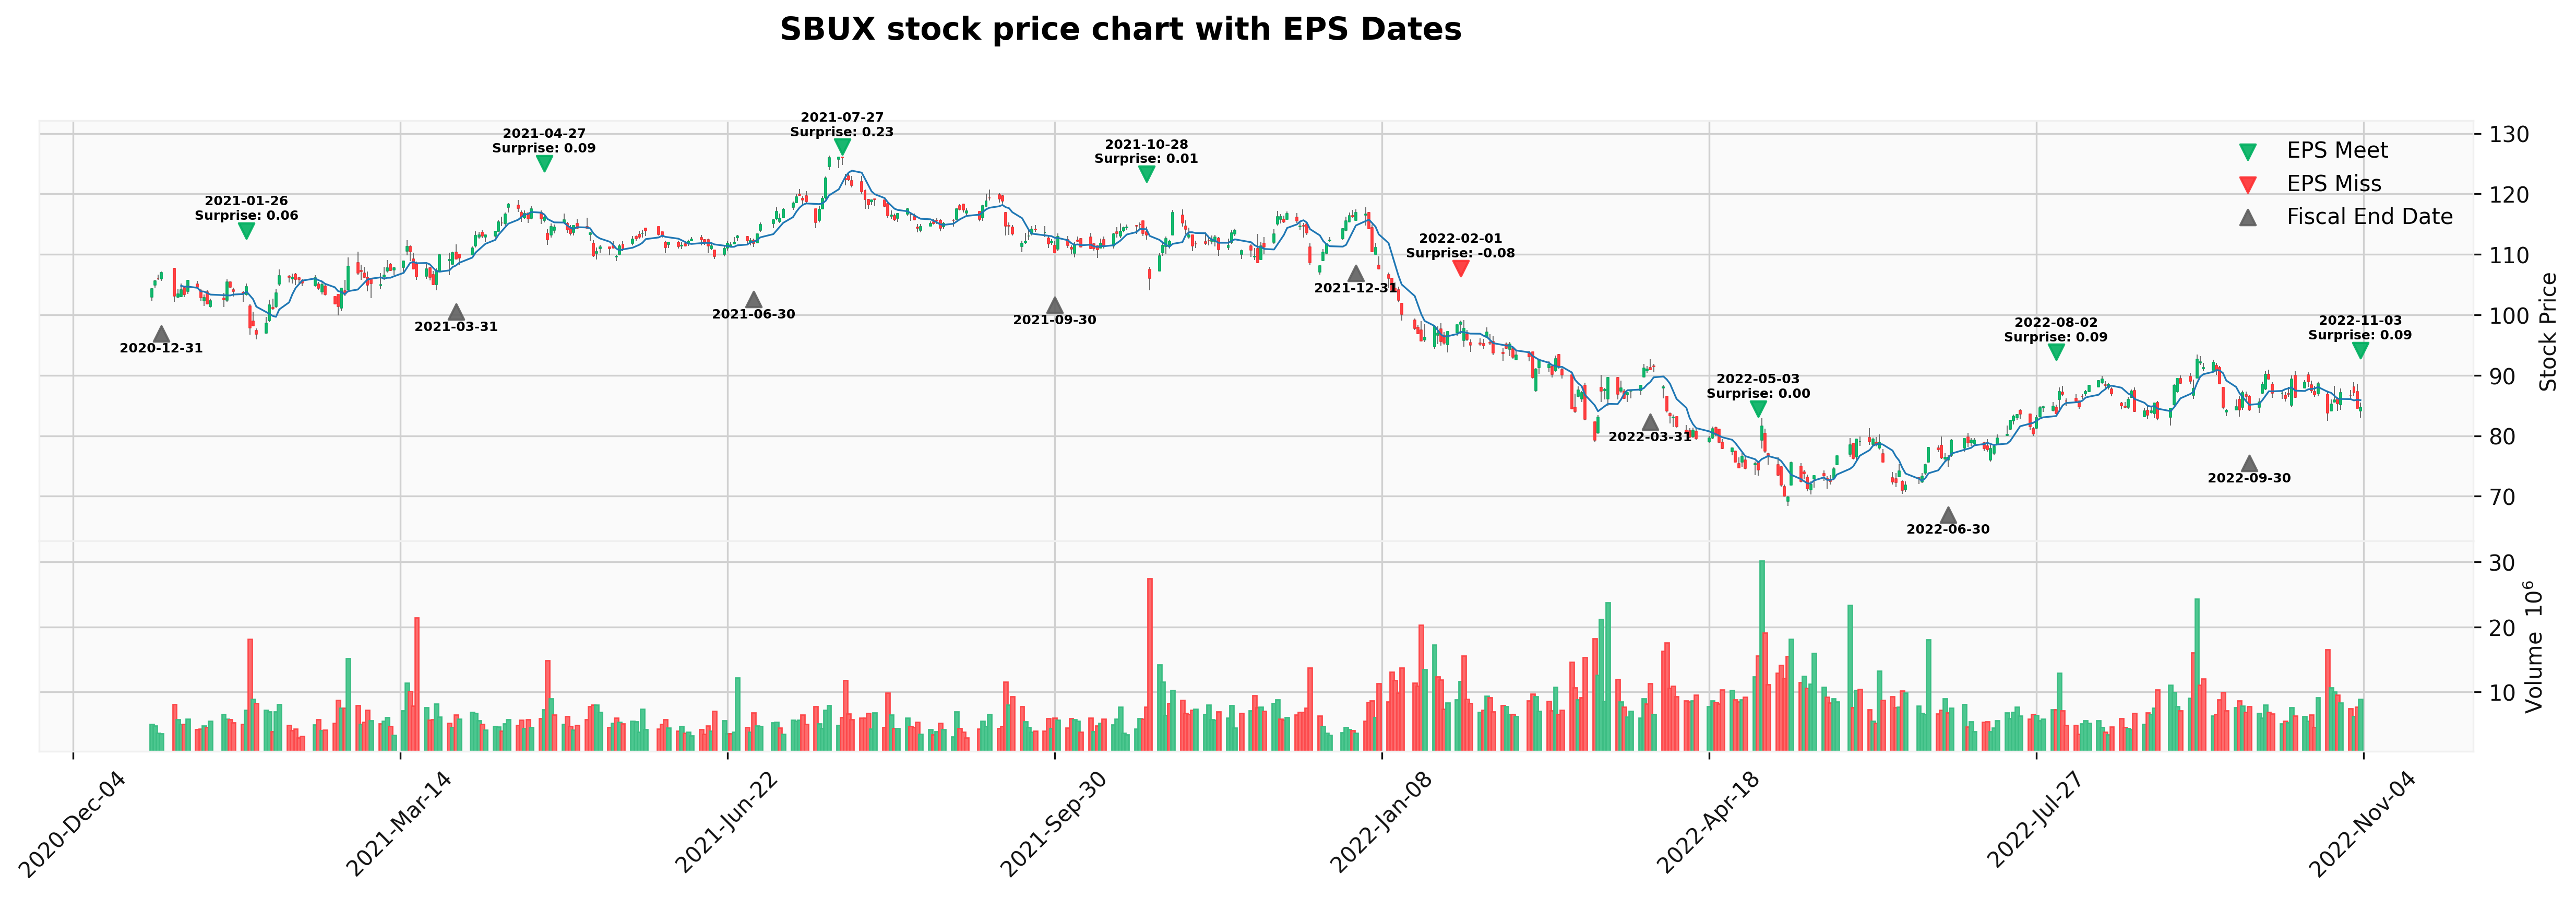 SBUX stock price chart with EPS Dates
2021-07-27
Surprise: 0.23
2021-04-27
Surprise: 0.09
2021-10-28
Surprise: 0.01
2021-01-26
Surprise: 0.06
2022-02-01
Surprise: -0.08
2022-08-02
Surprise: 0.09
2022-11-03
Surprise: 0.09
2022-05-03
Surprise: 0.00
EPS Meet
EPS Miss
Fiscal End Date
2020-12-31
2021-03-31
2021-06-30
2021-09-30
2021-12-31
2022-03-31
2022-06-30
2022-09-30
130
120
110
100
90
80
70
Stock Price
30
20
10
Volume 10⁶
2020-Dec-04
2021-Mar-14
2021-Jun-22
2021-Sep-30
2022-Jan-08
2022-Apr-18
2022-Jul-27
2022-Nov-04